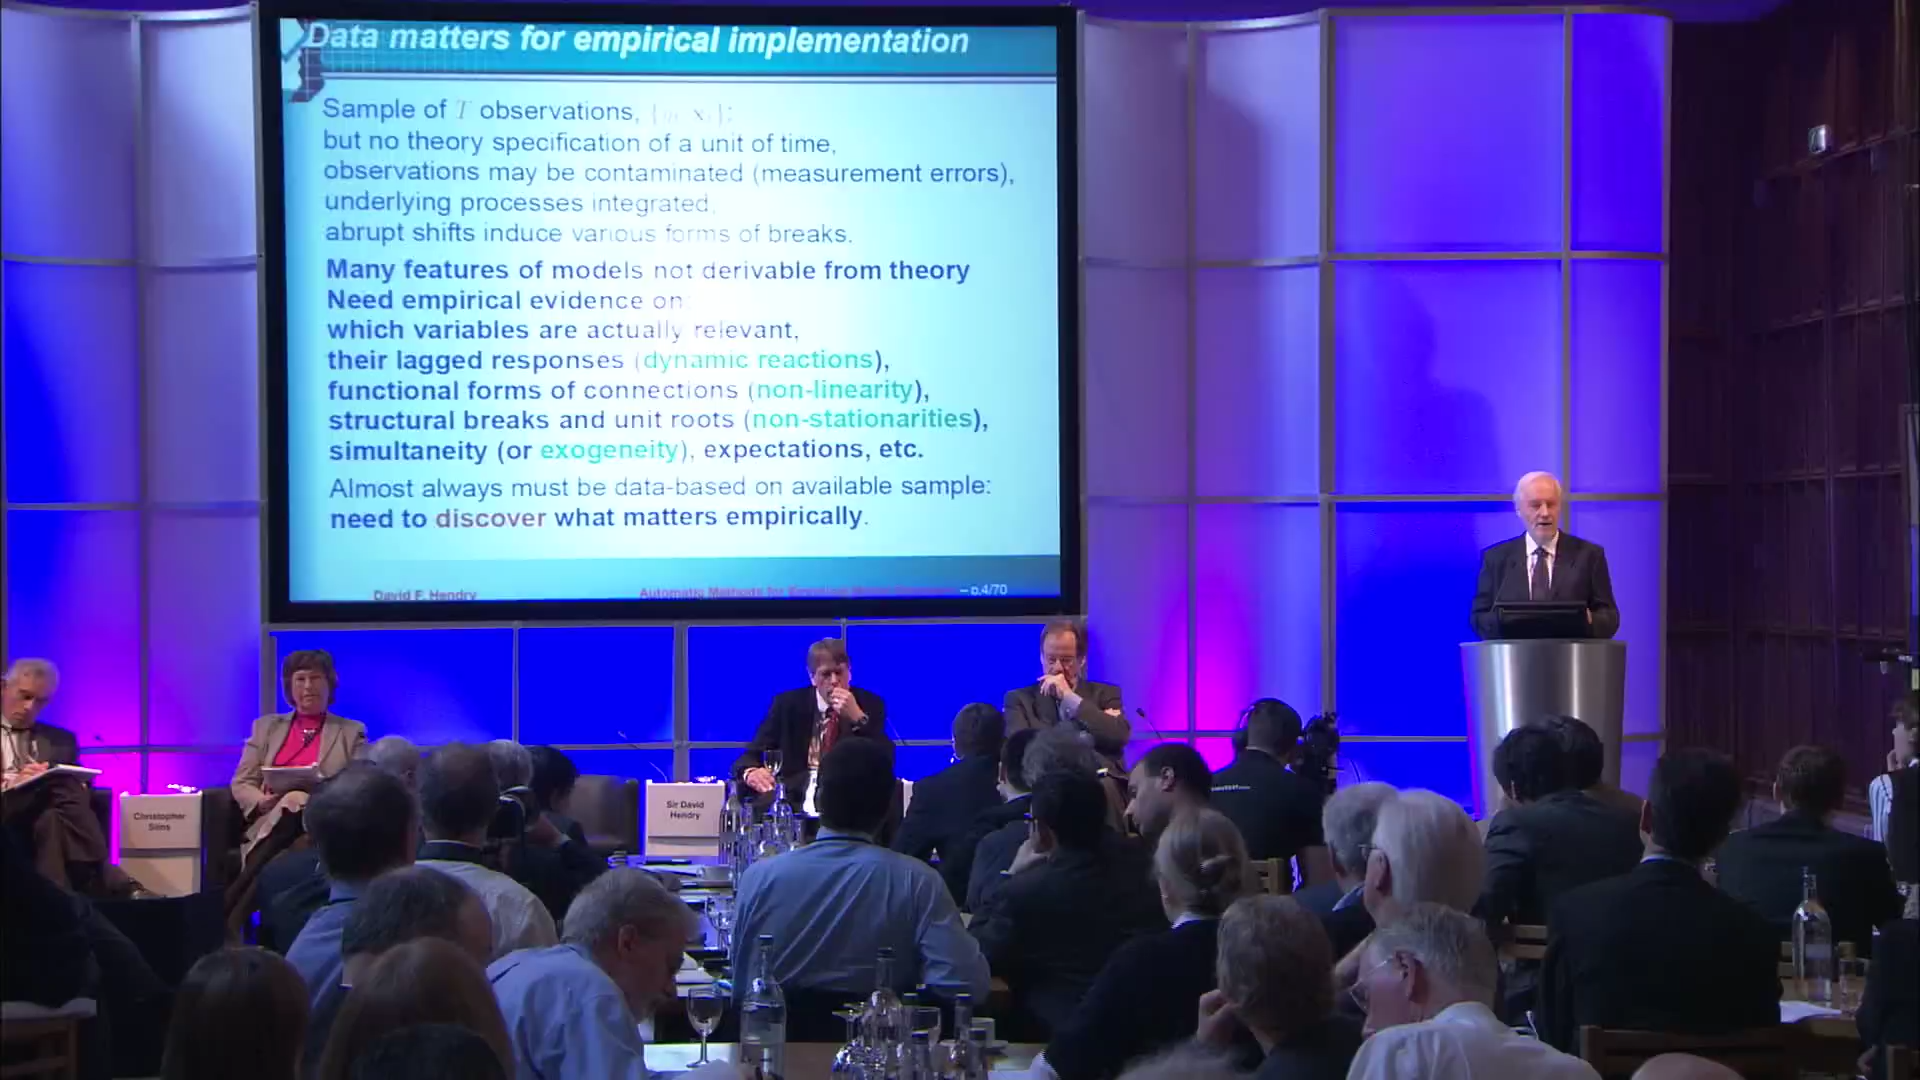 Data matters for empirical implementation
Sample of T observations,
but no theory specification of a unit of time,
observations may be contaminated (measurement errors),
underlying processes integrated,
abrupt shifts induce various forms of breaks.
Many features of models not derivable from theory
Need empirical evidence on:
which variables are actually relevant,
their lagged responses (dynamic reactions),
functional forms of connections (non-linearity),
structural breaks and unit roots (non-stationarities),
simultaneity (or exogeneity), expectations, etc.
Almost always must be data-based on available sample:
need to discover what matters empirically.
David F. Hendry
Automatic Methods for Empirical
– p.4/70
Christopher
Sims
Sir David
Hendry